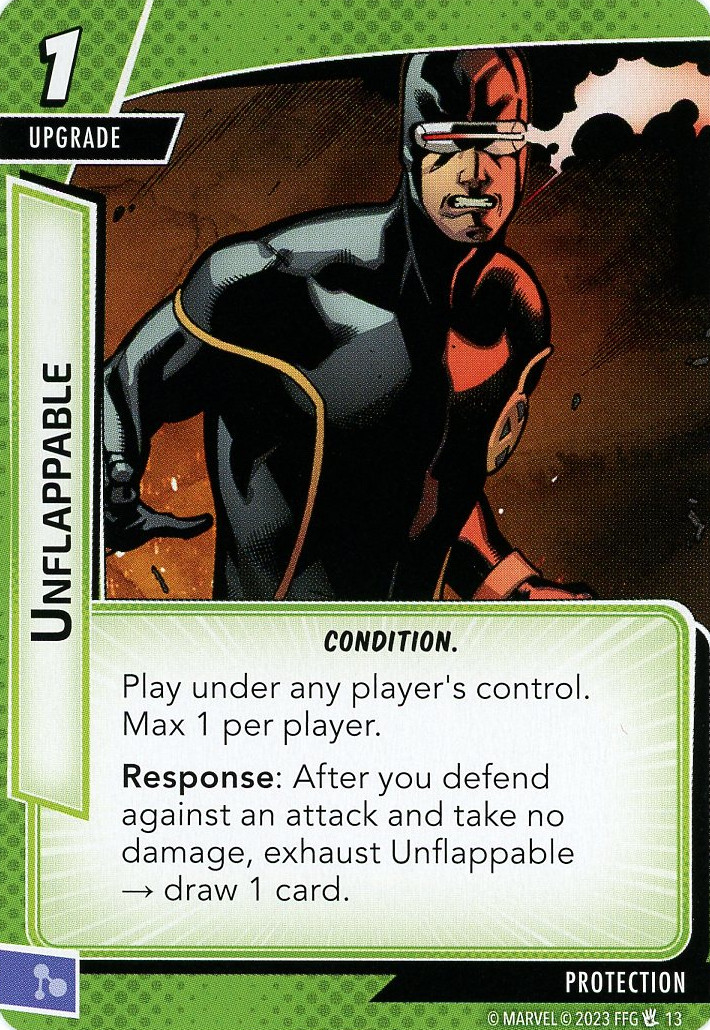 1
UPGRADE
UNFLAPPABLE
CONDITION.
Play under any player's control.
Max 1 per player.
Response: After you defend
against an attack and take no
damage, exhaust Unflappable
→ draw 1 card.
PROTECTION
© MARVEL © 2023 FFG 13